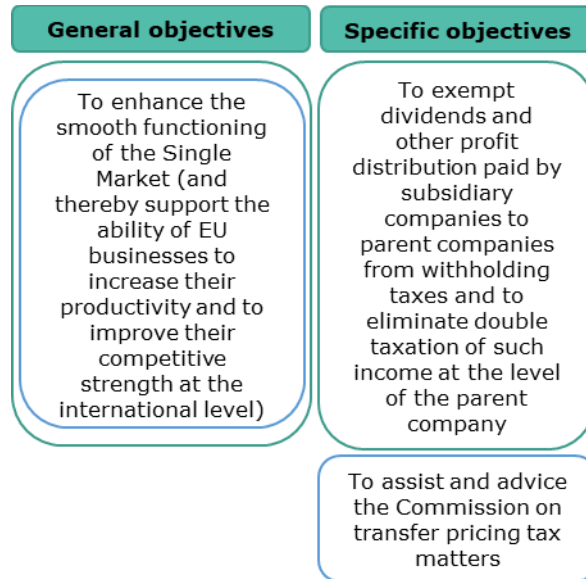 General objectives
To enhance the
smooth functioning
of the Single
Market (and
thereby support the
ability of EU
businesses to
increase their
productivity and to
improve their
competitive
strength at the
international level)
Specific objectives
To exempt
dividends and
other profit
distribution paid by
subsidiary
companies to
parent companies
from withholding
taxes and to
eliminate double
taxation of such
income at the level
of the parent
company
To assist and advice
the Commission on
transfer pricing tax
matters